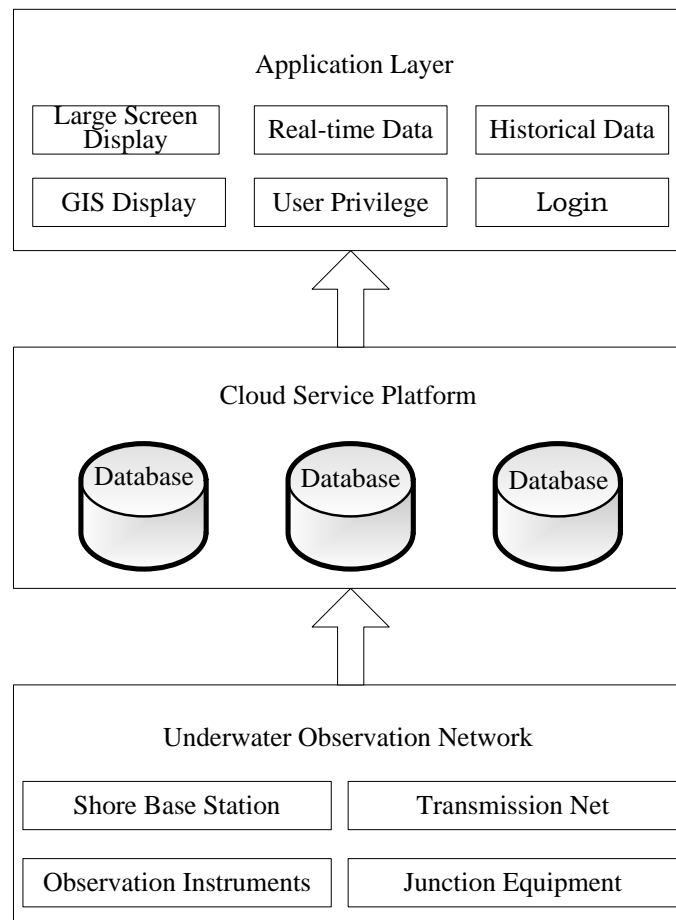 Application Layer
Large Screen
Display
Real-time Data
Historical Data
GIS Display
User Privilege
Login
Cloud Service Platform
Database
Database
Database
Underwater Observation Network
Shore Base Station
Transmission Net
Observation Instruments
Junction Equipment